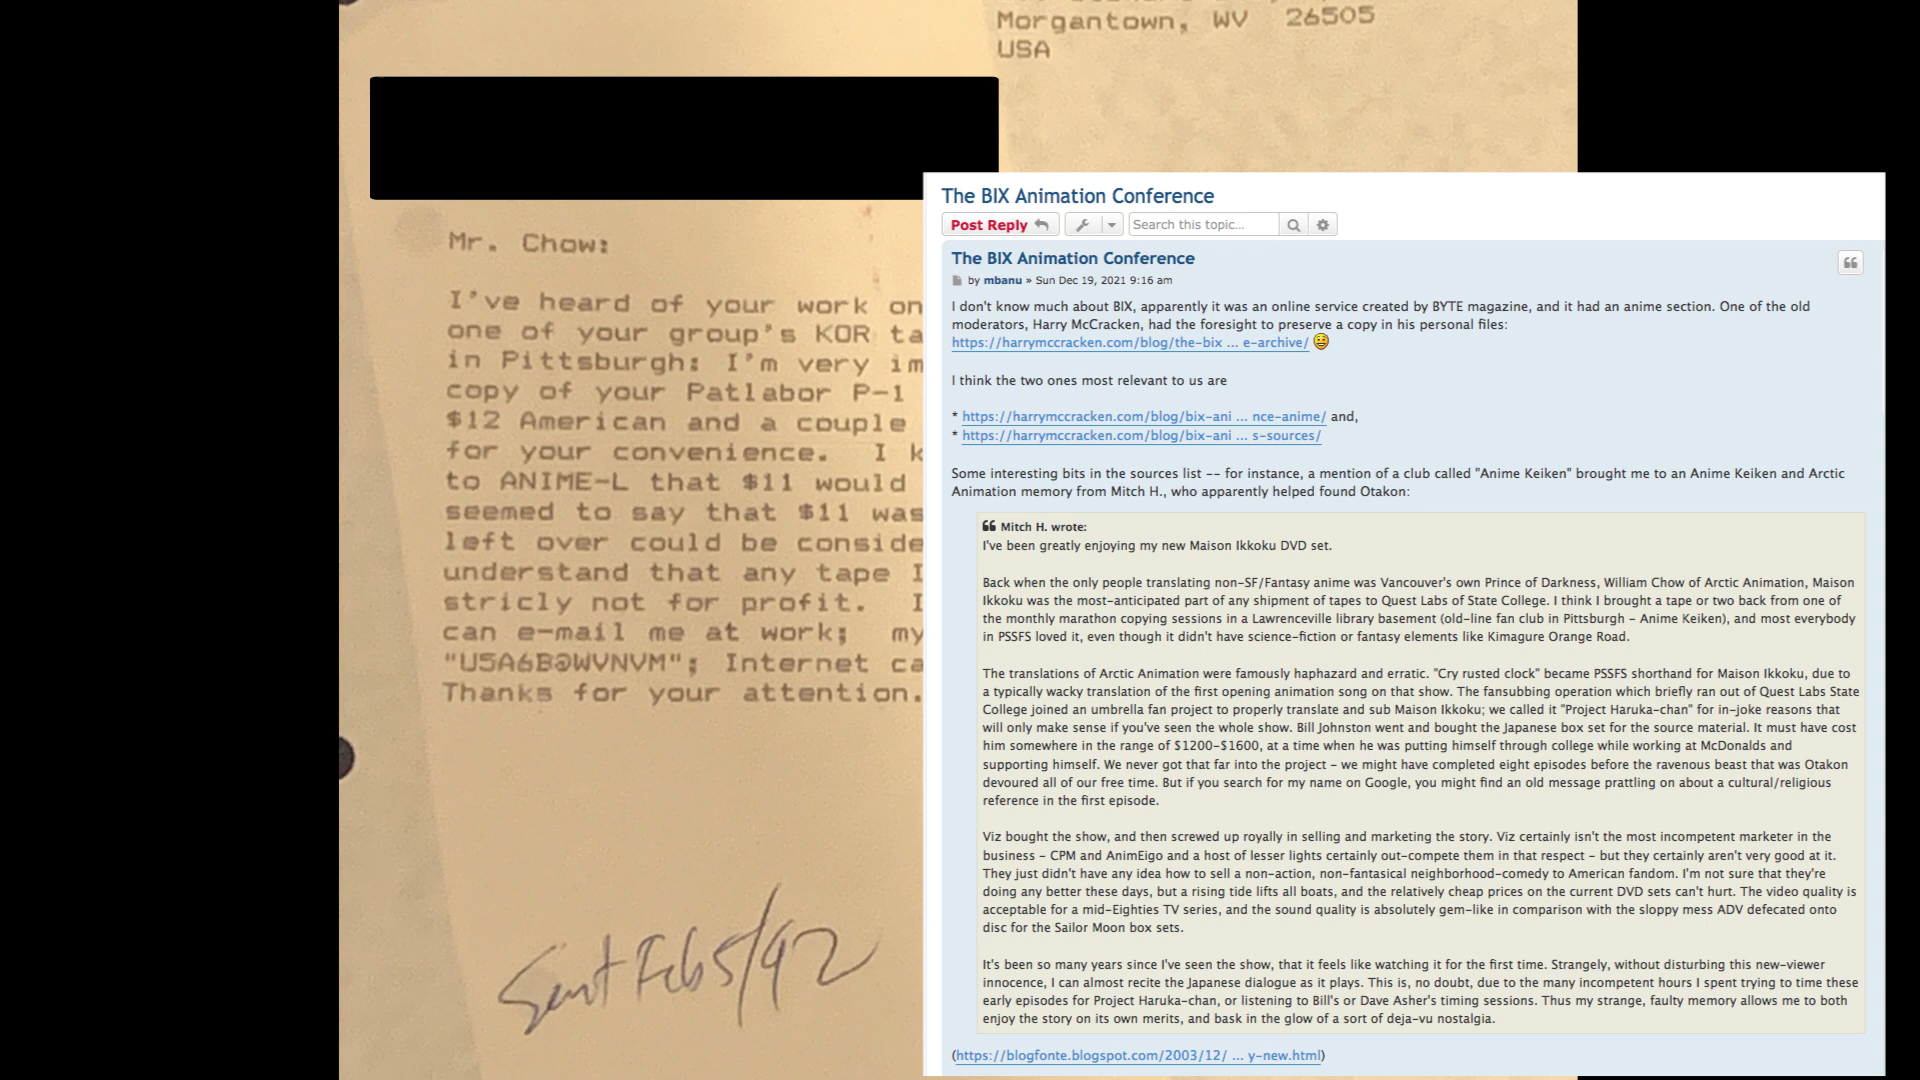 Morgantown, WV 26505
USA
Mr. Chow:
I've heard of your work on
one of your group's KOR ta
in Pittsburgh: I'm very im
copy of your Patlabor P-1
$12 American and a couple
for your convenience. I k
to ANIME-L that $11 would
seemed to say that $11 was
left over could be conside
understand that any tape I
stricly not for profit. I
can e-mail me at work; my
"U5A6B@WVNVM"; Internet ca
Thanks for your attention.
Sent Feb 5/92
The BIX Animation Conference
Post Reply
Search this topic...
The BIX Animation Conference
by mbanu » Sun Dec 19, 2021 9:16 am
I don't know much about BIX, apparently it was an online service created by BYTE magazine, and it had an anime section. One of the old
moderators, Harry McCracken, had the foresight to preserve a copy in his personal files:
https://harrymccracken.com/blog/the-bix ... e-archive/
I think the two ones most relevant to us are
* https://harrymccracken.com/blog/bix-ani ... nce-anime/ and,
* https://harrymccracken.com/blog/bix-ani ... s-sources/
Some interesting bits in the sources list -- for instance, a mention of a club called "Anime Keiken" brought me to an Anime Keiken and Arctic
Animation memory from Mitch H., who apparently helped found Otakon:
Mitch H. wrote:
I've been greatly enjoying my new Maison Ikkoku DVD set.
Back when the only people translating non-SF/Fantasy anime was Vancouver's own Prince of Darkness, William Chow of Arctic Animation, Maison
Ikkoku was the most-anticipated part of any shipment of tapes to Quest Labs of State College. I think I brought a tape or two back from one of
the monthly marathon copying sessions in a Lawrenceville library basement (old-line fan club in Pittsburgh - Anime Keiken), and most everybody
in PSSFS loved it, even though it didn't have science-fiction or fantasy elements like Kimagure Orange Road.
The translations of Arctic Animation were famously haphazard and erratic. "Cry rusted clock" became PSSFS shorthand for Maison Ikkoku, due to
a typically wacky translation of the first opening animation song on that show. The fansubbing operation which briefly ran out of Quest Labs State
College joined an umbrella fan project to properly translate and sub Maison Ikkoku; we called it "Project Haruka-chan" for in-joke reasons that
will only make sense if you've seen the whole show. Bill Johnston went and bought the Japanese box set for the source material. It must have cost
him somewhere in the range of $1200-$1600, at a time when he was putting himself through college while working at McDonalds and
supporting himself. We never got that far into the project - we might have completed eight episodes before the ravenous beast that was Otakon
devoured all of our free time. But if you search for my name on Google, you might find an old message prattling on about a cultural/religious
reference in the first episode.
Viz bought the show, and then screwed up royally in selling and marketing the story. Viz certainly isn't the most incompetent marketer in the
business - CPM and AnimEigo and a host of lesser lights certainly out-compete them in that respect - but they certainly aren't very good at it.
They just didn't have any idea how to sell a non-action, non-fantasical neighborhood-comedy to American fandom. I'm not sure that they're
doing any better these days, but a rising tide lifts all boats, and the relatively cheap prices on the current DVD sets can't hurt. The video quality is
acceptable for a mid-Eighties TV series, and the sound quality is absolutely gem-like in comparison with the sloppy mess ADV defecated onto
disc for the Sailor Moon box sets.
It's been so many years since I've seen the show, that it feels like watching it for the first time. Strangely, without disturbing this new-viewer
innocence, I can almost recite the Japanese dialogue as it plays. This is, no doubt, due to the many incompetent hours I spent trying to time these
early episodes for Project Haruka-chan, or listening to Bill's or Dave Asher's timing sessions. Thus my strange, faulty memory allows me to both
enjoy the story on its own merits, and bask in the glow of a sort of deja-vu nostalgia.
(https://blogfonte.blogspot.com/2003/12/ ... y-new.html)